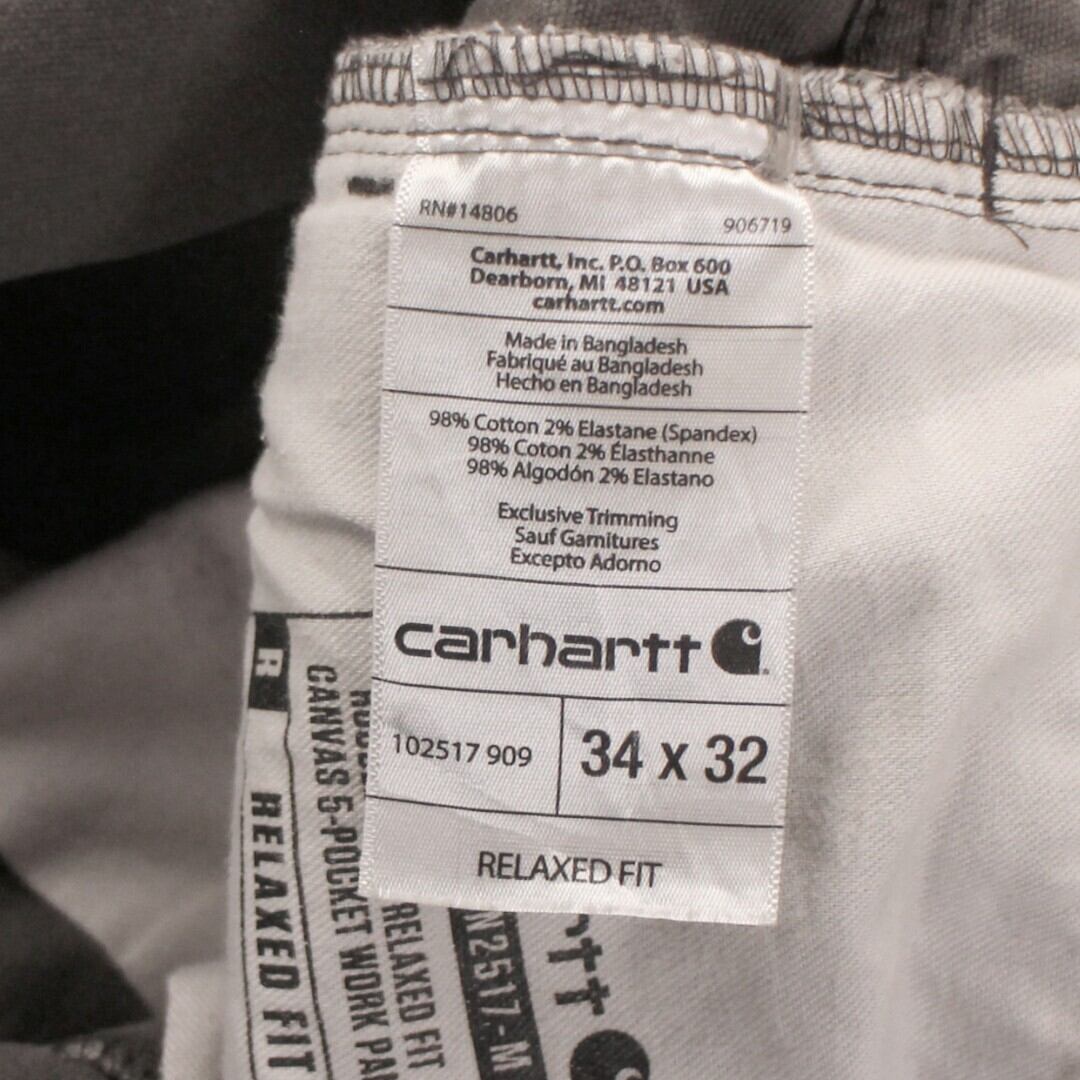 RN#14806
906719
Carhartt, Inc. P.O. Box 600
Dearborn, MI 48121 USA
carhartt.com
Made in Bangladesh
Fabriqué au Bangladesh
Hecho en Bangladesh
98% Cotton 2% Elastane (Spandex)
98% Coton 2% Élasthanne
98% Algodón 2% Elastano
Exclusive Trimming
Sauf Garnitures
Excepto Adorno
carhartt
102517 909
34 x 32
RELAXED FIT
R
RELAXED FIT
CANVAS 5-POCKET WORK
RELAXED FIT